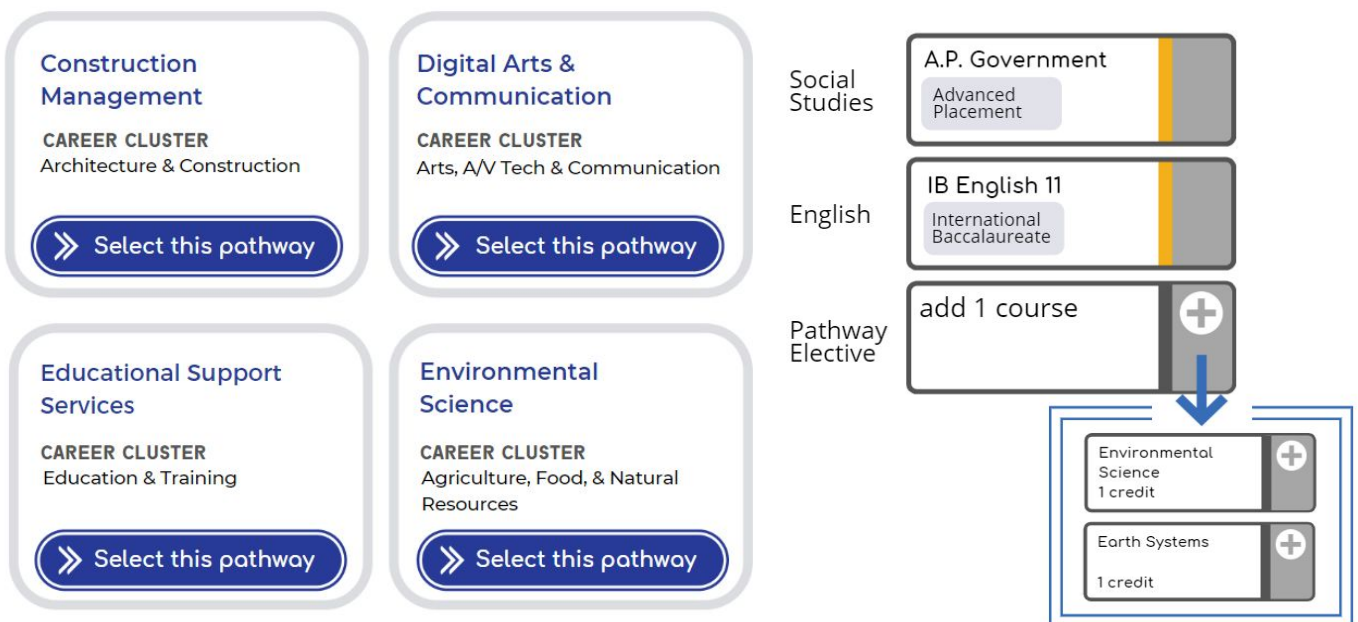 Construction
Management
CAREER CLUSTER
Architecture & Construction
Select this pathway
Digital Arts &
Communication
CAREER CLUSTER
Arts, A/V Tech & Communication
Select this pathway
Educational Support
Services
CAREER CLUSTER
Education & Training
Select this pathway
Environmental
Science
CAREER CLUSTER
Agriculture, Food, & Natural
Resources
Select this pathway
Social
Studies
A.P. Government
Advanced
Placement
English
IB English 11
International
Baccalaureate
Pathway
Elective
add 1 course
Environmental
Science
1 credit
Earth Systems
1 credit